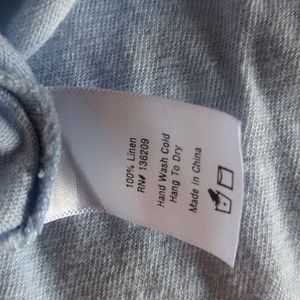 100% Linen
RN# 136209
Hand Wash Cold
Hang To Dry
Made In China